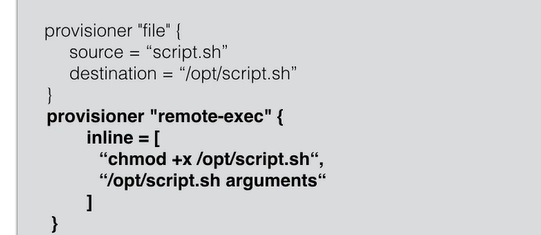 provisioner "file" {
source = “script.sh”
destination = “/opt/script.sh”
}
provisioner "remote-exec" {
inline = [
“chmod +x /opt/script.sh“,
“/opt/script.sh arguments“
]
}